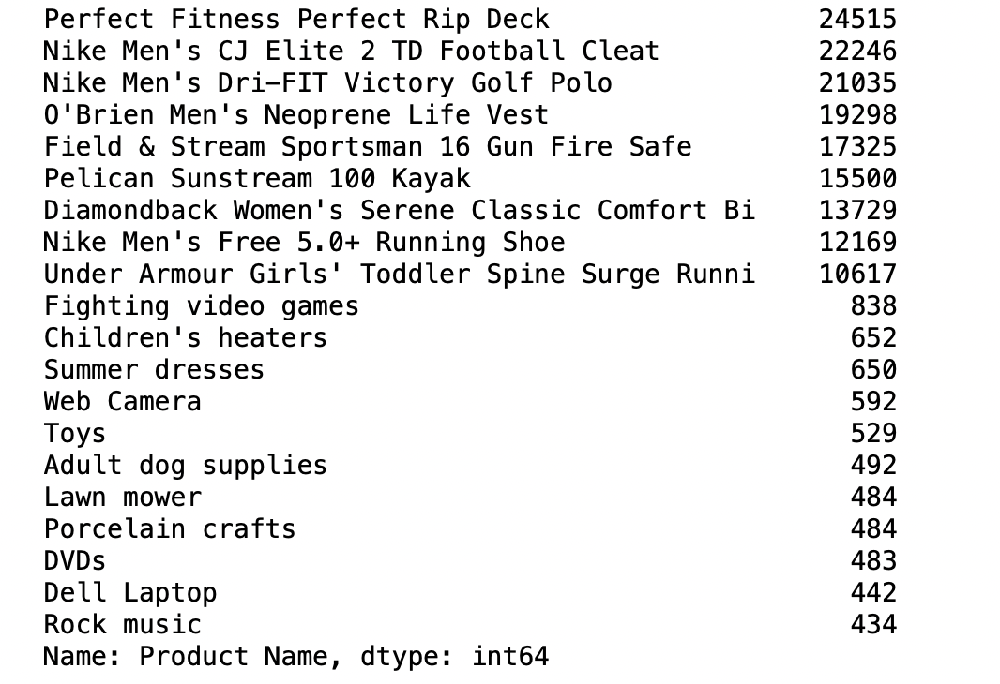 Perfect Fitness Perfect Rip Deck 24515
Nike Men's CJ Elite 2 TD Football Cleat 22246
Nike Men's Dri-FIT Victory Golf Polo 21035
O'Brien Men's Neoprene Life Vest 19298
Field & Stream Sportsman 16 Gun Fire Safe 17325
Pelican Sunstream 100 Kayak 15500
Diamondback Women's Serene Classic Comfort Bi 13729
Nike Men's Free 5.0+ Running Shoe 12169
Under Armour Girls' Toddler Spine Surge Runni 10617
Fighting video games 838
Children's heaters 652
Summer dresses 650
Web Camera 592
Toys 529
Adult dog supplies 492
Lawn mower 484
Porcelain crafts 484
DVDs 483
Dell Laptop 442
Rock music 434
Name: Product Name, dtype: int64